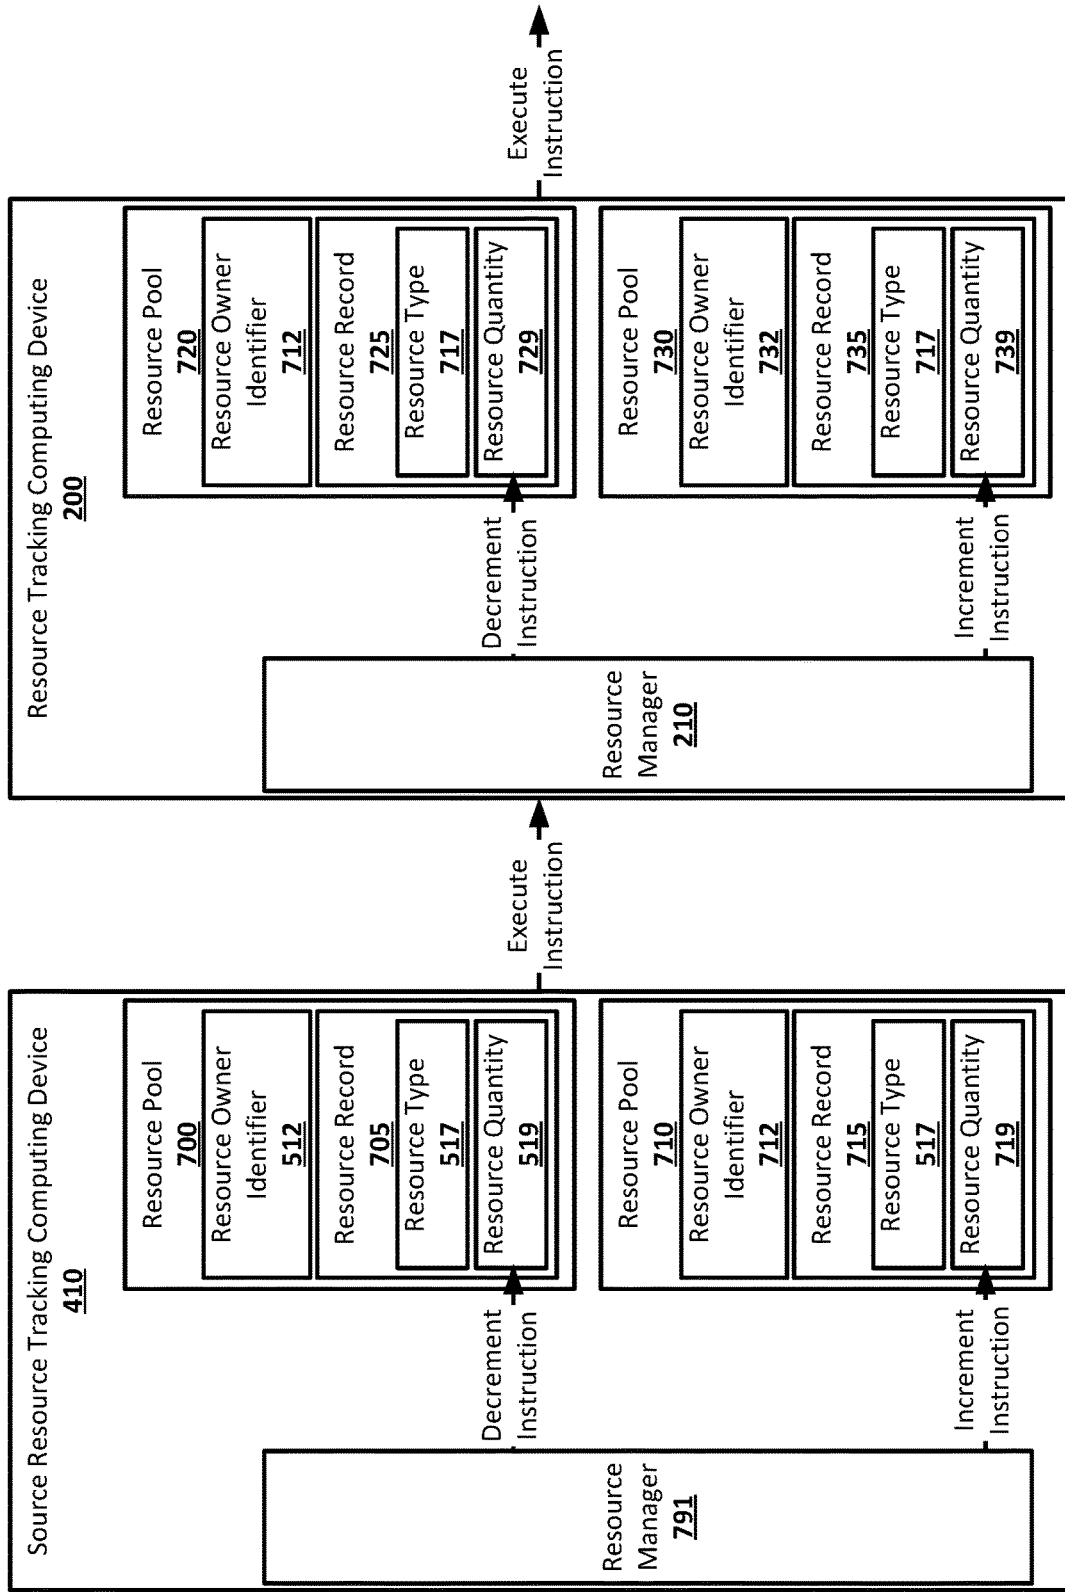 Source Resource Tracking Computing Device
410
Resource
Manager
791
Decrement
Instruction
Increment
Instruction
Resource Pool
700
Resource Owner
Identifier
512
Resource Record
705
Resource Type
517
Resource Quantity
519
Resource Pool
710
Resource Owner
Identifier
712
Resource Record
715
Resource Type
517
Resource Quantity
719
Execute
Instruction
Resource Tracking Computing Device
200
Resource
Manager
210
Decrement
Instruction
Increment
Instruction
Resource Pool
720
Resource Owner
Identifier
712
Resource Record
725
Resource Type
717
Resource Quantity
729
Resource Pool
730
Resource Owner
Identifier
732
Resource Record
735
Resource Type
717
Resource Quantity
739
Execute
Instruction